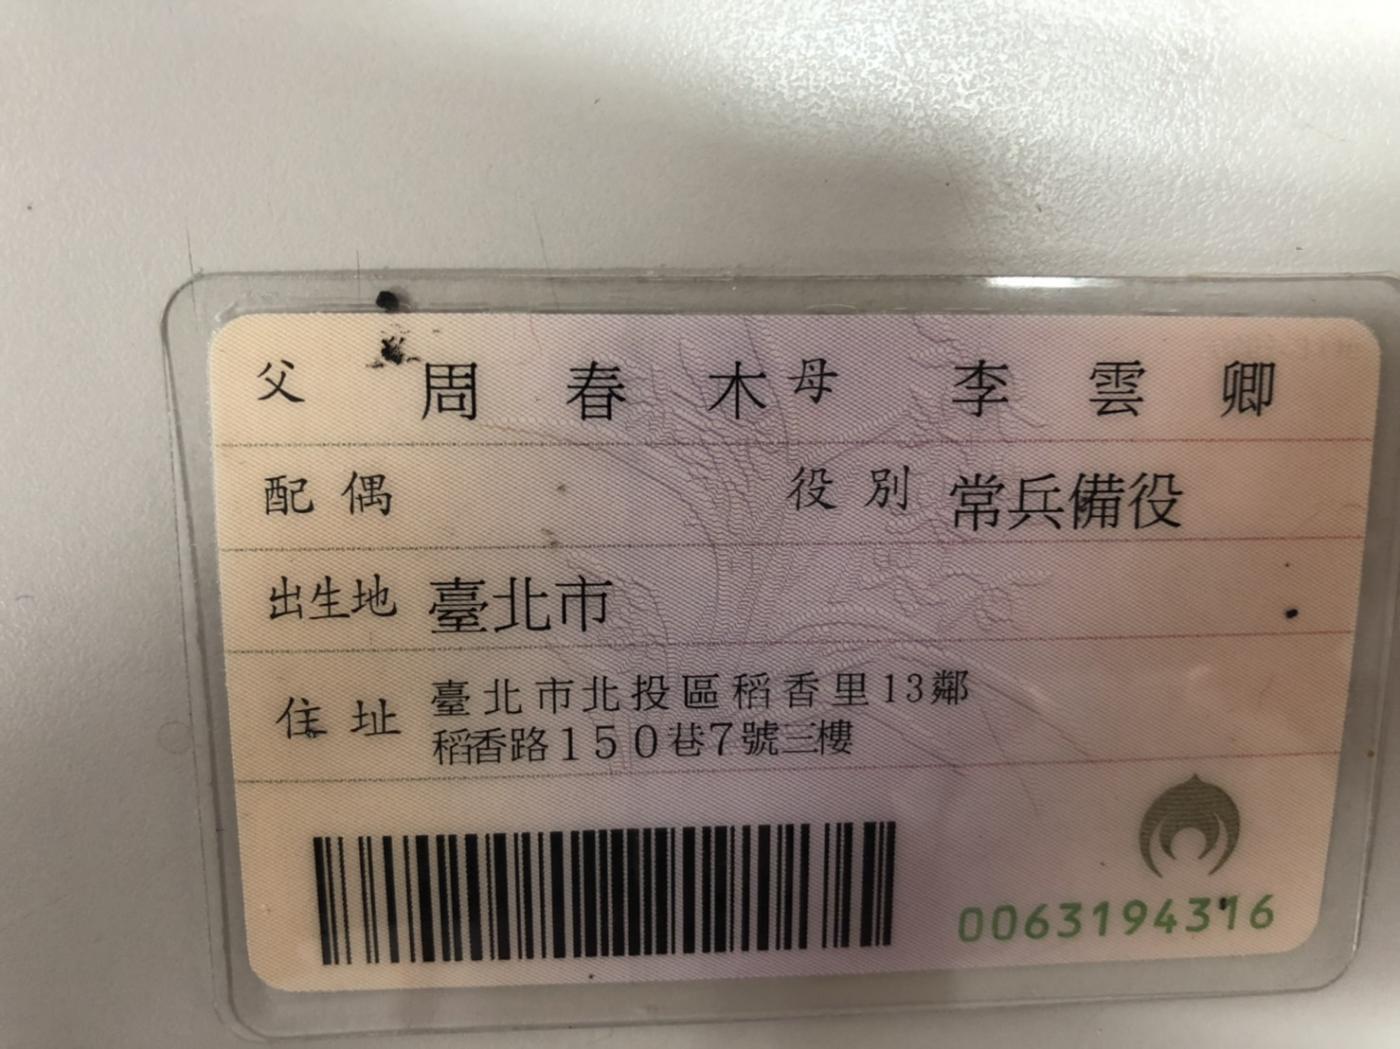 父 周春木 母 李雲卿
配偶 役別 常兵備役
出生地 臺北市
住址 臺北市北投區稻香里13鄰
稻香路150巷7號三樓
0063194316